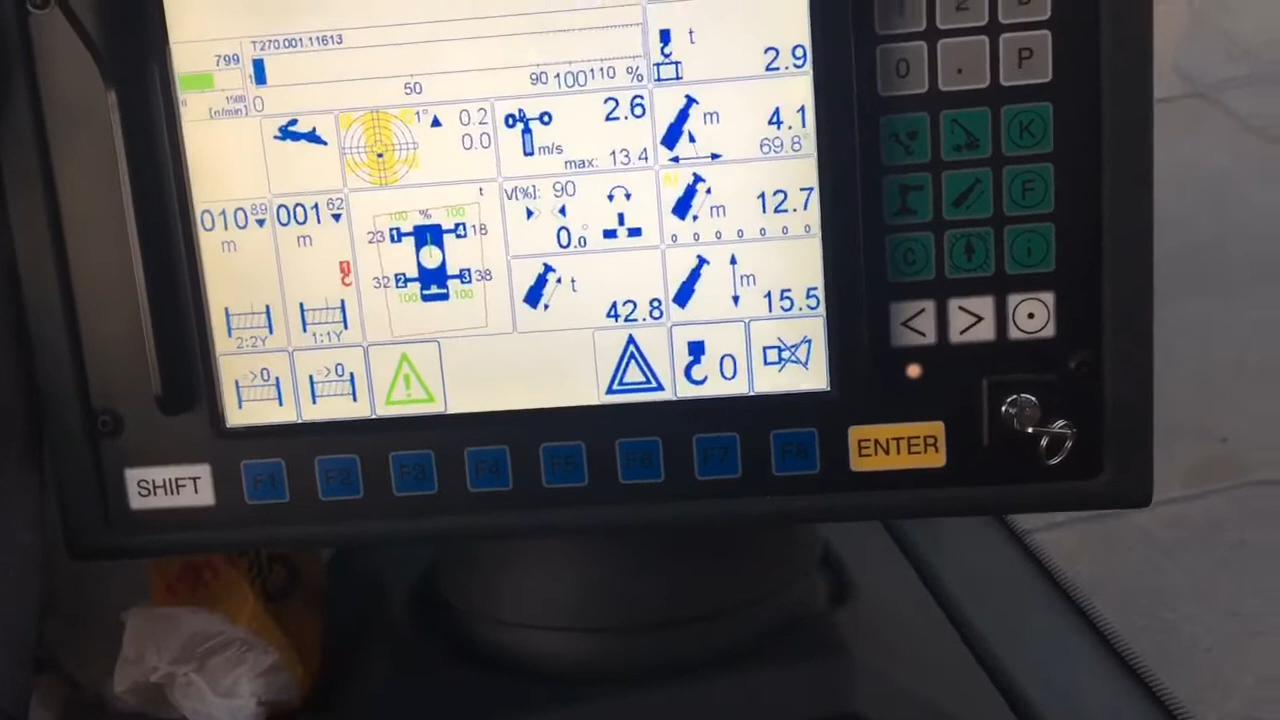 T270.001.11613
799
0 1500
[n/min]
0 50 90 100 110 %
t
2.9
1° 0.2
0.0
2.6
m/s
max: 13.4
m
4.1
69.8°
010 89
m
001 62
m
t
100 % 100
23 1 4 18
32 2 3 38
100 100
V[%]: 90
0.0°
m
12.7
0 0 0 0 0 0 0
t
42.8
m
15.5
2:2Y
1:1Y
=>0
=>0
!
0
0 . P
K
F
C i
< >
SHIFT F1 F2 F3 F4 F5 F6 F7 F8 ENTER